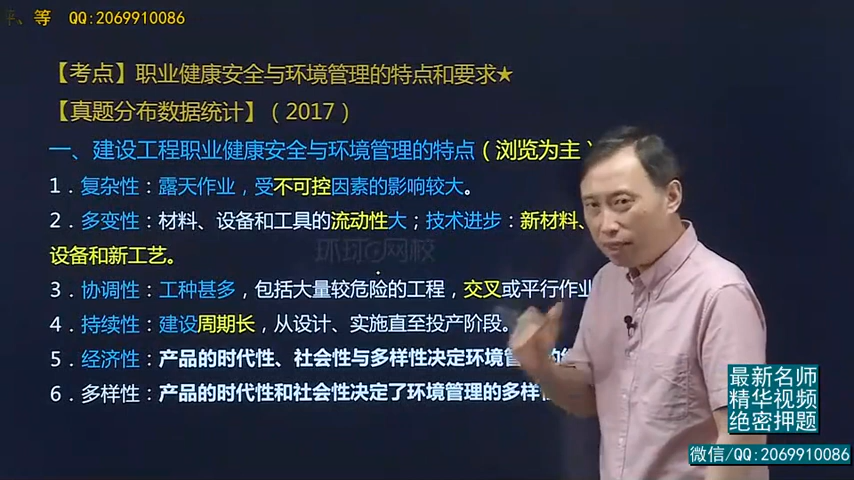 等 QQ:2069910086
【考点】职业健康安全与环境管理的特点和要求★
【真题分布数据统计】（2017）
一、建设工程职业健康安全与环境管理的特点（浏览为主）
1．复杂性：露天作业，受不可控因素的影响较大。
2．多变性：材料、设备和工具的流动性大；技术进步：新材料、
设备和新工艺。
环球网校
3．协调性：工种甚多，包括大量较危险的工程，交叉或平行作业
4．持续性：建设周期长，从设计、实施直至投产阶段。
5．经济性：产品的时代性、社会性与多样性决定环境管
6．多样性：产品的时代性和社会性决定了环境管理的多样
最新名师
精华视频
绝密押题
微信/QQ:2069910086